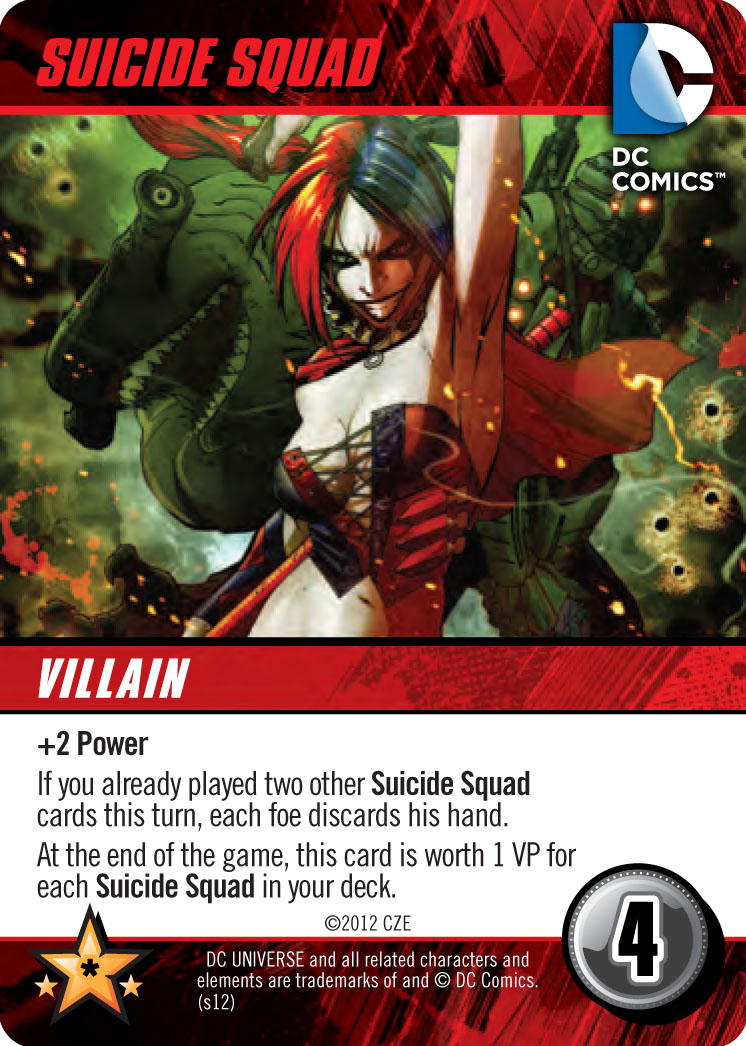 SUICIDE SQUAD
DC
COMICS™
VILLAIN
+2 Power
If you already played two other Suicide Squad
cards this turn, each foe discards his hand.
At the end of the game, this card is worth 1 VP for
each Suicide Squad in your deck.
©2012 CZE
*
4
DC UNIVERSE and all related characters and
elements are trademarks of and © DC Comics.
(s12)